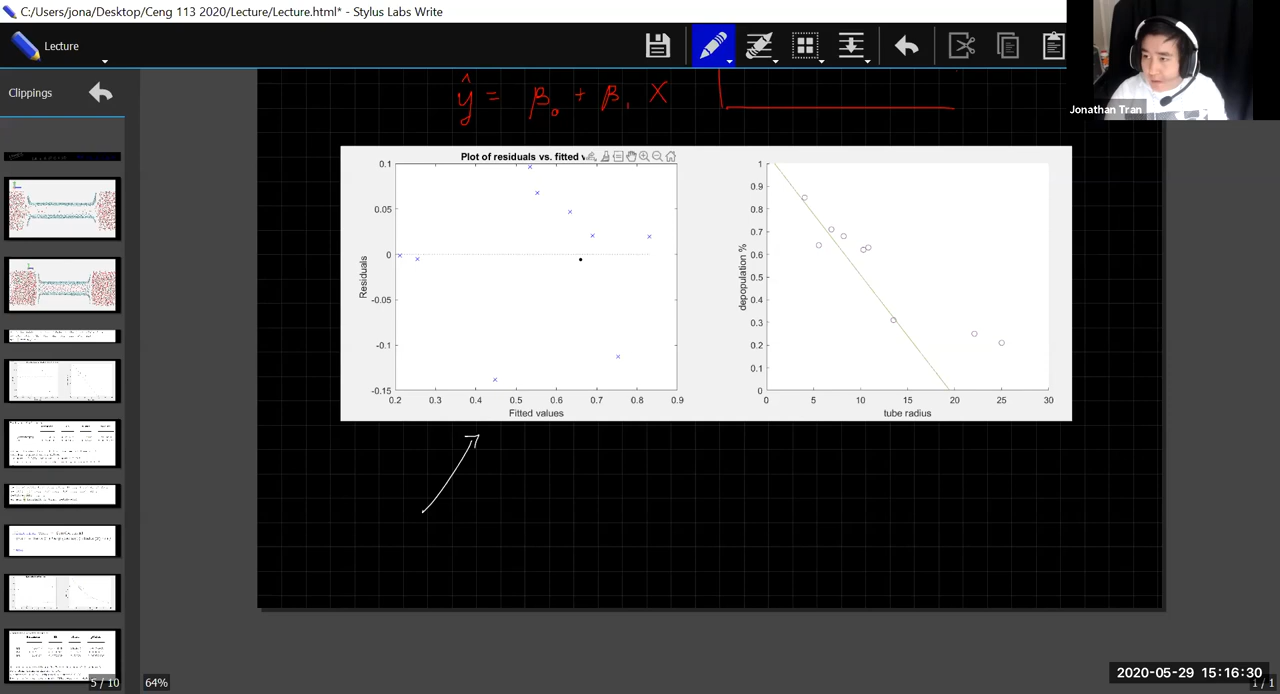 C:/Users/jona/Desktop/Ceng 113 2020/Lecture/Lecture.html* - Stylus Labs Write
Lecture
Clippings
Jonathan Tran
ŷ = β₀ + β₁ X
Plot of residuals vs. fitted v
0.1
0.05
0
-0.05
-0.1
-0.15
Residuals
0.2 0.3 0.4 0.5 0.6 0.7 0.8 0.9
Fitted values
1
0.9
0.8
0.7
0.6
0.5
0.4
0.3
0.2
0.1
0
depopulation %
0 5 10 15 20 25 30
tube radius
5 / 10
64%
2020-05-29 15:16:30
1 / 1